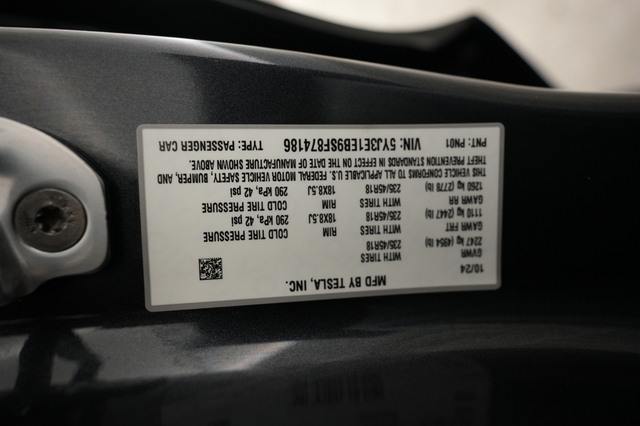 MFD BY TESLA, INC.
10/24
GVWR
2247 kg (4954 lb)
GAWR FRT WITH TIRES RIM COLD TIRE PRESSURE
1110 kg (2447 lb) 235/45R18 18X8.5J 290 kPa, 42 psi
GAWR RR WITH TIRES RIM COLD TIRE PRESSURE
1260 kg (2778 lb) 235/45R18 18X8.5J 290 kPa, 42 psi
THIS VEHICLE CONFORMS TO ALL APPLICABLE U.S. FEDERAL MOTOR VEHICLE SAFETY, BUMPER, AND
THEFT PREVENTION STANDARDS IN EFFECT ON THE DATE OF MANUFACTURE SHOWN ABOVE.
PNT: PN01 VIN: 5YJ3E1EB9SF874186 TYPE: PASSENGER CAR